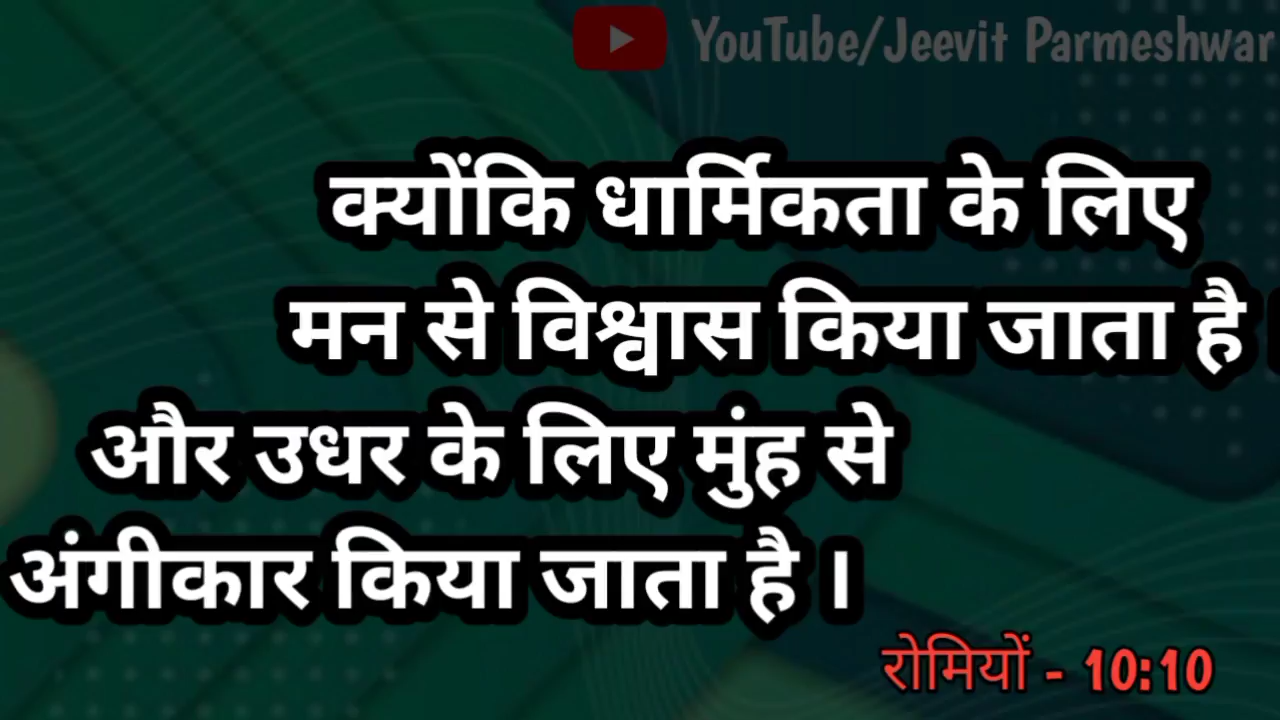 YouTube/Jeevit Parmeshwar
क्योंकि धार्मिकता के लिए
मन से विश्वास किया जाता है
और उधर के लिए मुंह से
अंगीकार किया जाता है ।
रोमियों - 10:10